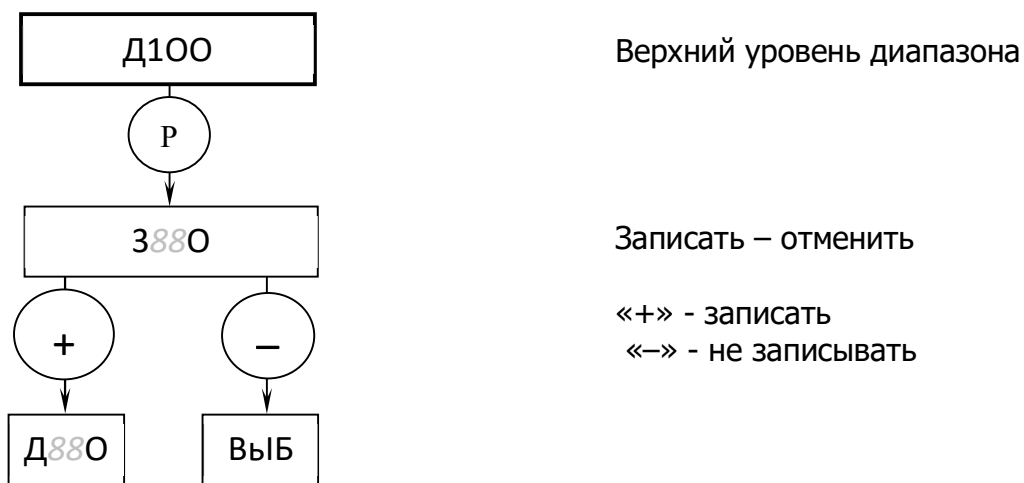 Д1ОО
Верхний уровень диапазона
Р
З88О
Записать – отменить
«+» - записать
+
–
«–» - не записывать
Д88О
ВыБ